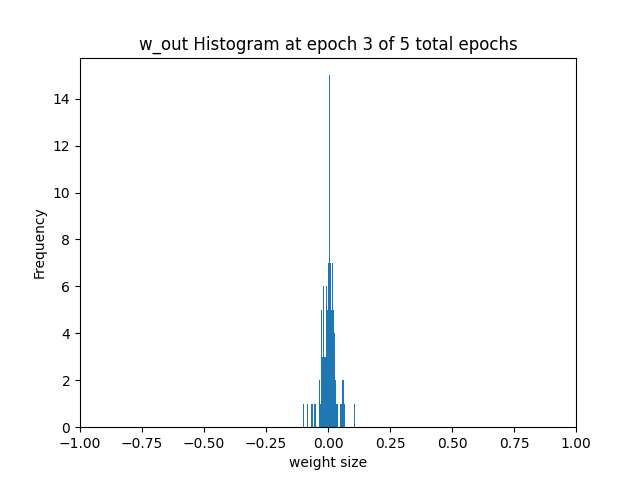 w_out Histogram at epoch 3 of 5 total epochs
Frequency
14
12
10
8
6
4
2
0
−1.00 −0.75 −0.50 −0.25 0.00 0.25 0.50 0.75 1.00
weight size